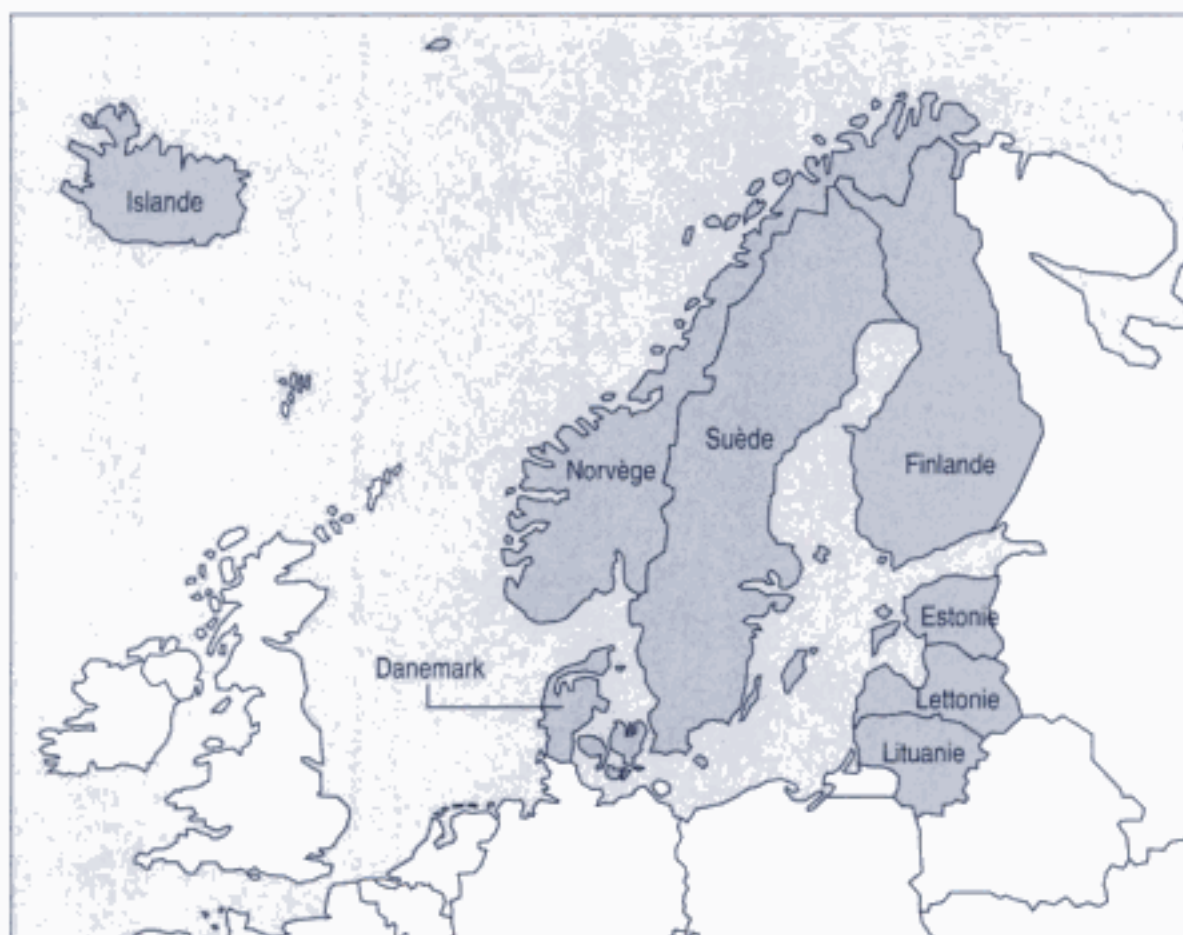 Islande
Suède
Norvège
Finlande
Estonie
Danemark
Lettonie
Lituanie